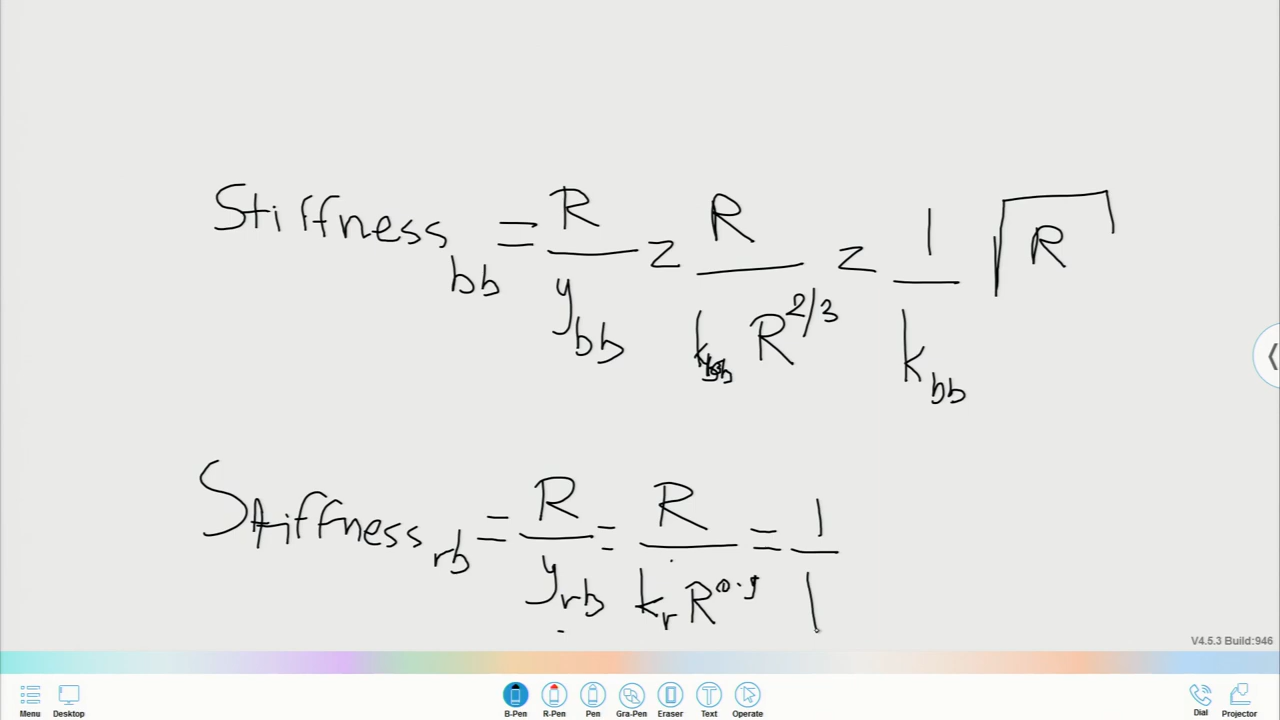 Stiffness_bb = R / y_bb = R / k_bb R^2/3 = 1 / k_bb √R
Stiffness_rb = R / y_rb = R / k_r R^0.9 = 1 /
V4.5.3 Build:946
Menu Desktop B-Pen R-Pen Pen Gra-Pen Eraser Text Operate Dial Projector